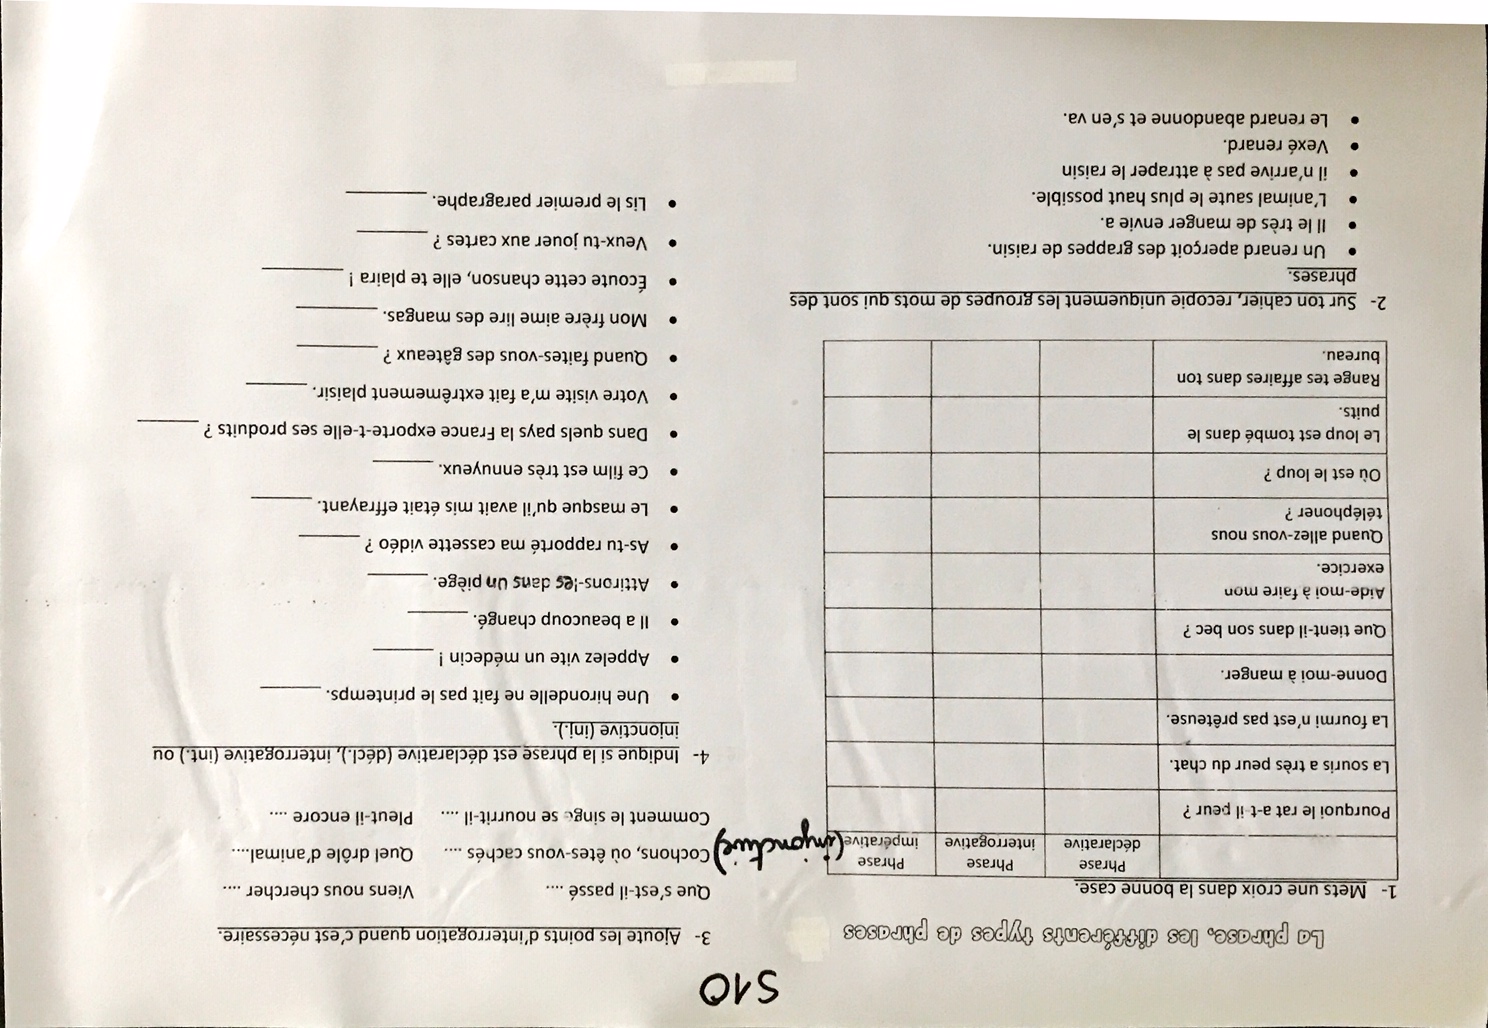 S10
La phrase, les différents types de phrases
1- Mets une croix dans la bonne case.
Phrase déclarative
Phrase interrogative
Phrase impérative
(injonctive)
Pourquoi le rat a-t-il peur ?
La souris a très peur du chat.
La fourmi n'est pas prêteuse.
Donne-moi à manger.
Que tient-il dans son bec ?
Aide-moi à faire mon
exercice.
Quand allez-vous nous
téléphoner ?
Où est le loup ?
Le loup est tombé dans le
puits.
Range tes affaires dans ton
bureau.
2- Sur ton cahier, recopie uniquement les groupes de mots qui sont des
phrases.
• Un renard aperçoit des grappes de raisin.
• Il le très de manger envie a.
• L'animal saute le plus haut possible.
• il n'arrive pas à attraper le raisin
• Vexé renard.
• Le renard abandonne et s'en va.
3- Ajoute les points d'interrogation quand c'est nécessaire.
Que s'est-il passé .... Viens nous chercher ....
Cochons, où êtes-vous cachés .... Quel drôle d'animal....
Comment le singe se nourrit-il .... Pleut-il encore ....
4- Indique si la phrase est déclarative (décl.), interrogative (int.) ou
injonctive (inj.).
• Une hirondelle ne fait pas le printemps. ______
• Appelez vite un médecin ! ______
• Il a beaucoup changé. ______
• Attirons-les dans un piège. ______
• As-tu rapporté ma cassette vidéo ? ______
• Le masque qu'il avait mis était effrayant. ______
• Ce film est très ennuyeux. ______
• Dans quels pays la France exporte-t-elle ses produits ? ______
• Votre visite m'a fait extrêmement plaisir. ______
• Quand faites-vous des gâteaux ? ________
• Mon frère aime lire des mangas. ________
• Écoute cette chanson, elle te plaira ! ________
• Veux-tu jouer aux cartes ? _______
• Lis le premier paragraphe. ________